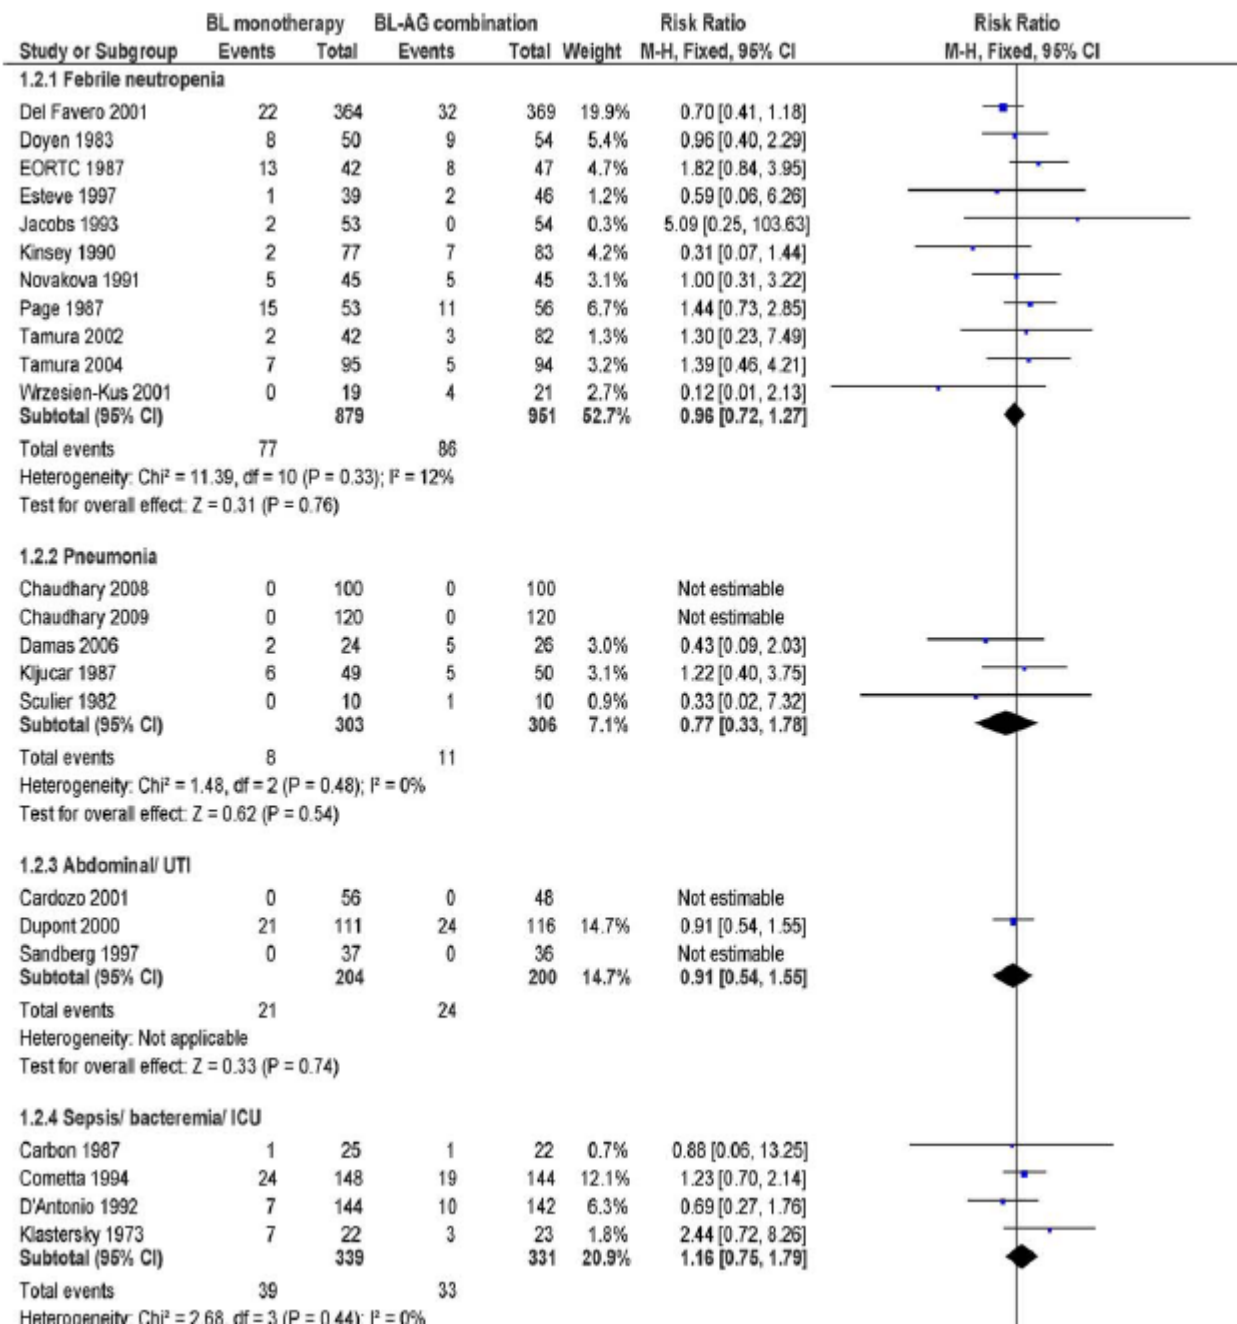 BL monotherapy BL-AG combination Risk Ratio Risk Ratio
Study or Subgroup Events Total Events Total Weight M-H, Fixed, 95% CI M-H, Fixed, 95% CI
1.2.1 Febrile neutropenia
Del Favero 2001 22 364 32 369 19.9% 0.70 [0.41, 1.18]
Doyen 1983 8 50 9 54 5.4% 0.96 [0.40, 2.29]
EORTC 1987 13 42 8 47 4.7% 1.82 [0.84, 3.95]
Esteve 1997 1 39 2 46 1.2% 0.59 [0.06, 6.26]
Jacobs 1993 2 53 0 54 0.3% 5.09 [0.25, 103.63]
Kinsey 1990 2 77 7 83 4.2% 0.31 [0.07, 1.44]
Novakova 1991 5 45 5 45 3.1% 1.00 [0.31, 3.22]
Page 1987 15 53 11 56 6.7% 1.44 [0.73, 2.85]
Tamura 2002 2 42 3 82 1.3% 1.30 [0.23, 7.49]
Tamura 2004 7 95 5 94 3.2% 1.39 [0.46, 4.21]
Wrzesien-Kus 2001 0 19 4 21 2.7% 0.12 [0.01, 2.13]
Subtotal (95% CI) 879 951 52.7% 0.96 [0.72, 1.27]
Total events 77 86
Heterogeneity: Chi² = 11.39, df = 10 (P = 0.33); I² = 12%
Test for overall effect: Z = 0.31 (P = 0.76)
1.2.2 Pneumonia
Chaudhary 2008 0 100 0 100 Not estimable
Chaudhary 2009 0 120 0 120 Not estimable
Damas 2006 2 24 5 26 3.0% 0.43 [0.09, 2.03]
Kljucar 1987 6 49 5 50 3.1% 1.22 [0.40, 3.75]
Sculier 1982 0 10 1 10 0.9% 0.33 [0.02, 7.32]
Subtotal (95% CI) 303 306 7.1% 0.77 [0.33, 1.78]
Total events 8 11
Heterogeneity: Chi² = 1.48, df = 2 (P = 0.48); I² = 0%
Test for overall effect: Z = 0.62 (P = 0.54)
1.2.3 Abdominal/ UTI
Cardozo 2001 0 56 0 48 Not estimable
Dupont 2000 21 111 24 116 14.7% 0.91 [0.54, 1.55]
Sandberg 1997 0 37 0 36 Not estimable
Subtotal (95% CI) 204 200 14.7% 0.91 [0.54, 1.55]
Total events 21 24
Heterogeneity: Not applicable
Test for overall effect: Z = 0.33 (P = 0.74)
1.2.4 Sepsis/ bacteremia/ ICU
Carbon 1987 1 25 1 22 0.7% 0.88 [0.06, 13.25]
Cometta 1994 24 148 19 144 12.1% 1.23 [0.70, 2.14]
D'Antonio 1992 7 144 10 142 6.3% 0.69 [0.27, 1.76]
Klastersky 1973 7 22 3 23 1.8% 2.44 [0.72, 8.26]
Subtotal (95% CI) 339 331 20.9% 1.16 [0.75, 1.79]
Total events 39 33
Heterogeneity: Chi² = 2.68, df = 3 (P = 0.44); I² = 0%